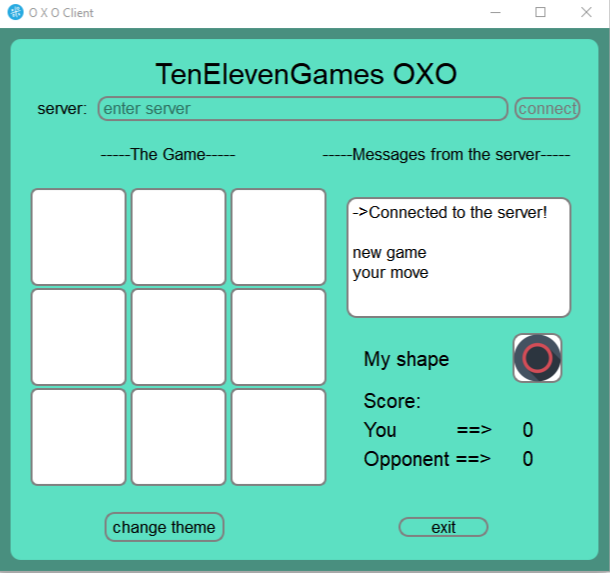 O X O Client
TenElevenGames OXO
server: enter server connect
-----The Game-----
-----Messages from the server-----
->Connected to the server!
new game
your move
My shape
Score:
You ==> 0
Opponent ==> 0
change theme
exit